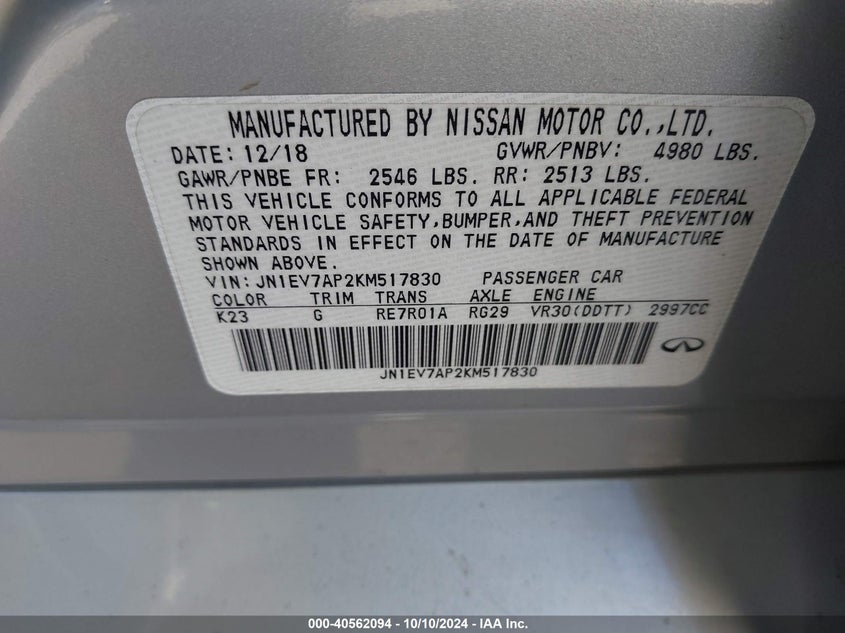 MANUFACTURED BY NISSAN MOTOR CO.,LTD.
DATE: 12/18 GVWR/PNBV: 4980 LBS.
GAWR/PNBE FR: 2546 LBS. RR: 2513 LBS.
THIS VEHICLE CONFORMS TO ALL APPLICABLE FEDERAL
MOTOR VEHICLE SAFETY,BUMPER,AND THEFT PREVENTION
STANDARDS IN EFFECT ON THE DATE OF MANUFACTURE
SHOWN ABOVE.
VIN: JN1EV7AP2KM517830 PASSENGER CAR
COLOR TRIM TRANS AXLE ENGINE
K23 G RE7R01A RG29 VR30(DDTT) 2997CC
JN1EV7AP2KM517830
000-40562094 - 10/10/2024 - IAA Inc.